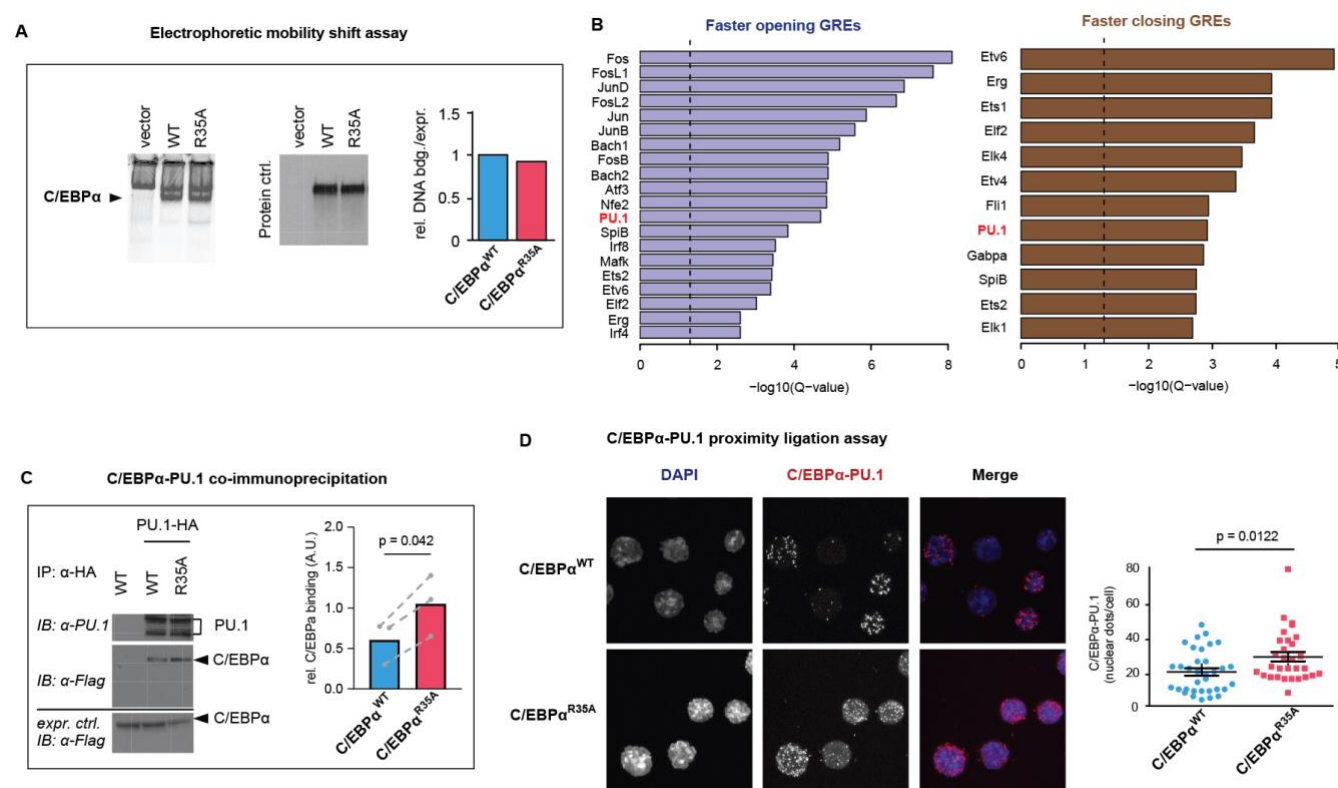 A
Electrophoretic mobility shift assay
vector
WT
R35A
C/EBPα
Protein ctrl.
vector
WT
R35A
rel. DNA bdg./expr.
1.5
1
0.5
0
C/EBPα^WT
C/EBPα^R35A
B
Faster opening GREs
Fos
FosL1
JunD
FosL2
Jun
JunB
Bach1
FosB
Bach2
Atf3
Nfe2
PU.1
SpiB
Irf8
Mafk
Ets2
Etv6
Elf2
Erg
Irf4
0 2 4 6 8
−log10(Q−value)
Faster closing GREs
Etv6
Erg
Ets1
Elf2
Elk4
Etv4
Fli1
PU.1
Gabpa
SpiB
Ets2
Elk1
0 1 2 3 4 5
−log10(Q−value)
C
C/EBPα-PU.1 co-immunoprecipitation
PU.1-HA
IP: α-HA
WT
WT
R35A
IB: α-PU.1
PU.1
C/EBPα
IB: α-Flag
expr. ctrl.
IB: α-Flag
C/EBPα
rel. C/EBPa binding (A.U.)
2.0
1.5
1.0
0.5
0
p = 0.042
C/EBPα^WT
C/EBPα^R35A
D
C/EBPα-PU.1 proximity ligation assay
DAPI
C/EBPα-PU.1
Merge
C/EBPα^WT
C/EBPα^R35A
p = 0.0122
C/EBPα-PU.1
(nuclear dots/cell)
80
60
40
20
0
C/EBPα^WT
C/EBPα^R35A